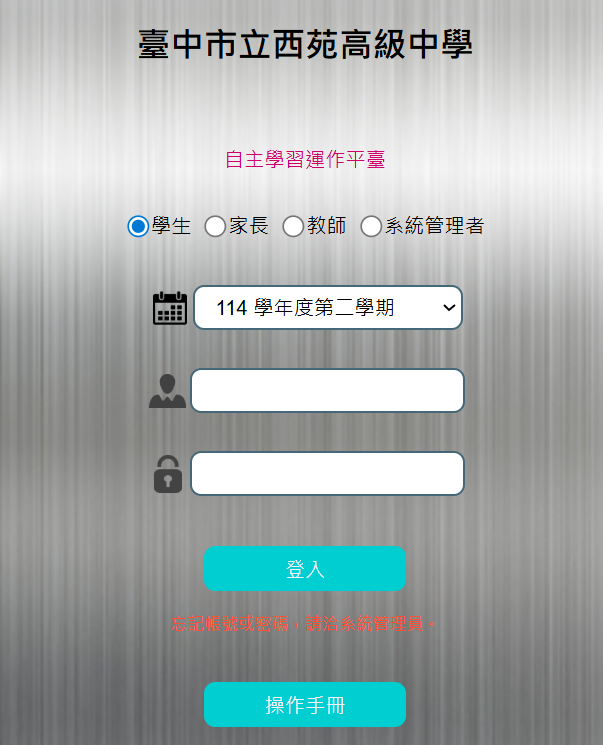 臺中市立西苑高級中學
自主學習運作平臺
學生 家長 教師 系統管理者
114 學年度第二學期
登入
忘記帳號或密碼，請洽系統管理員。
操作手冊